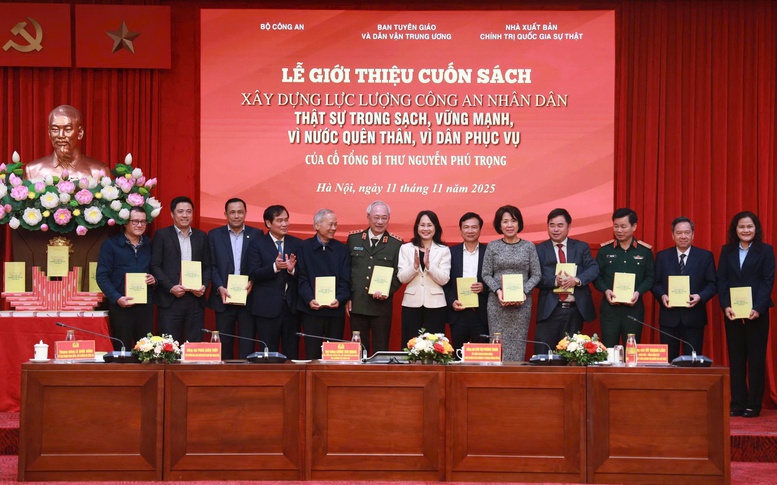 BỘ CÔNG AN
BAN TUYÊN GIÁO
VÀ DÂN VẬN TRUNG ƯƠNG
NHÀ XUẤT BẢN
CHÍNH TRỊ QUỐC GIA SỰ THẬT
LỄ GIỚI THIỆU CUỐN SÁCH
XÂY DỰNG LỰC LƯỢNG CÔNG AN NHÂN DÂN
THẬT SỰ TRONG SẠCH, VỮNG MẠNH,
VÌ NƯỚC QUÊN THÂN, VÌ DÂN PHỤC VỤ
CỦA CỐ TỔNG BÍ THƯ NGUYỄN PHÚ TRỌNG
Hà Nội, ngày 11 tháng 11 năm 2025